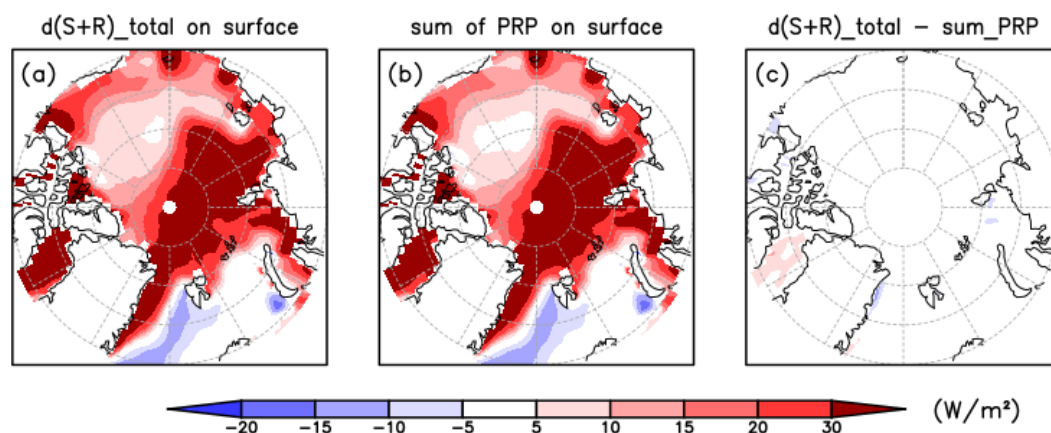 d(S+R)_total on surface
sum of PRP on surface
d(S+R)_total − sum_PRP
(a)
(b)
(c)
−20 −15 −10 −5 5 10 15 20 30
(W/m²)